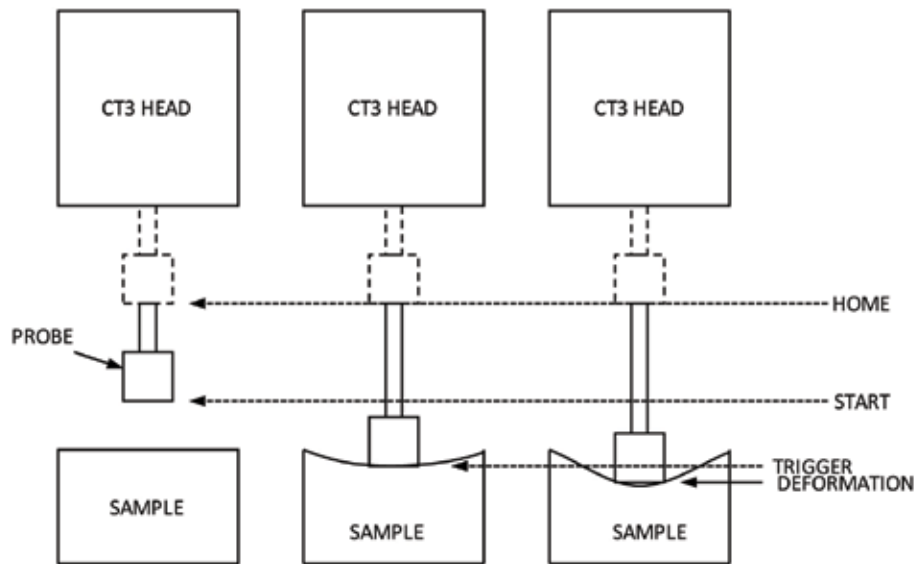 CT3 HEAD
CT3 HEAD
CT3 HEAD
HOME
PROBE
START
TRIGGER
DEFORMATION
SAMPLE
SAMPLE
SAMPLE